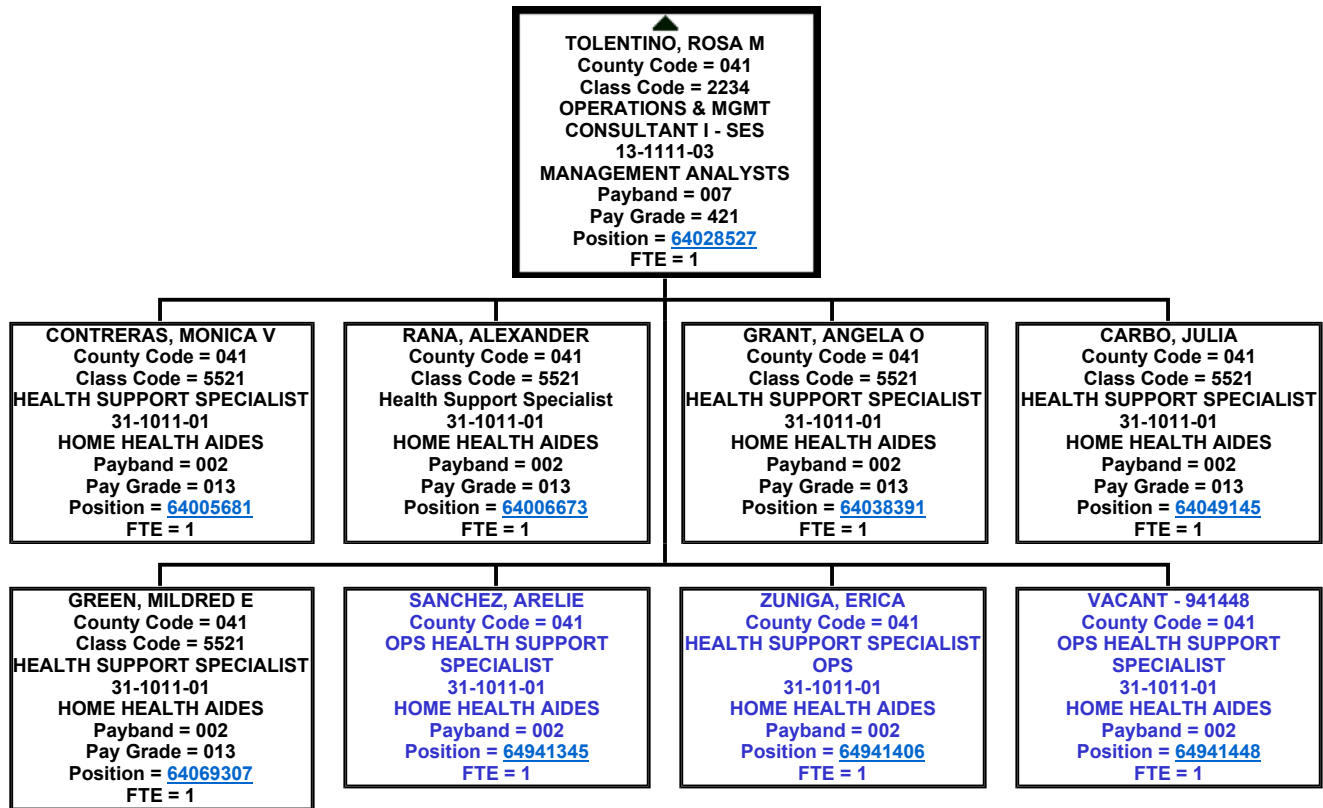 TOLENTINO, ROSA M
County Code = 041
Class Code = 2234
OPERATIONS & MGMT
CONSULTANT I - SES
13-1111-03
MANAGEMENT ANALYSTS
Payband = 007
Pay Grade = 421
Position = 64028527
FTE = 1
CONTRERAS, MONICA V
County Code = 041
Class Code = 5521
HEALTH SUPPORT SPECIALIST
31-1011-01
HOME HEALTH AIDES
Payband = 002
Pay Grade = 013
Position = 64005681
FTE = 1
RANA, ALEXANDER
County Code = 041
Class Code = 5521
Health Support Specialist
31-1011-01
HOME HEALTH AIDES
Payband = 002
Pay Grade = 013
Position = 64006673
FTE = 1
GRANT, ANGELA O
County Code = 041
Class Code = 5521
HEALTH SUPPORT SPECIALIST
31-1011-01
HOME HEALTH AIDES
Payband = 002
Pay Grade = 013
Position = 64038391
FTE = 1
CARBO, JULIA
County Code = 041
Class Code = 5521
HEALTH SUPPORT SPECIALIST
31-1011-01
HOME HEALTH AIDES
Payband = 002
Pay Grade = 013
Position = 64049145
FTE = 1
GREEN, MILDRED E
County Code = 041
Class Code = 5521
HEALTH SUPPORT SPECIALIST
31-1011-01
HOME HEALTH AIDES
Payband = 002
Pay Grade = 013
Position = 64069307
FTE = 1
SANCHEZ, ARELIE
County Code = 041
OPS HEALTH SUPPORT
SPECIALIST
31-1011-01
HOME HEALTH AIDES
Payband = 002
Position = 64941345
FTE = 1
ZUNIGA, ERICA
County Code = 041
HEALTH SUPPORT SPECIALIST
OPS
31-1011-01
HOME HEALTH AIDES
Payband = 002
Position = 64941406
FTE = 1
VACANT - 941448
County Code = 041
OPS HEALTH SUPPORT
SPECIALIST
31-1011-01
HOME HEALTH AIDES
Payband = 002
Position = 64941448
FTE = 1